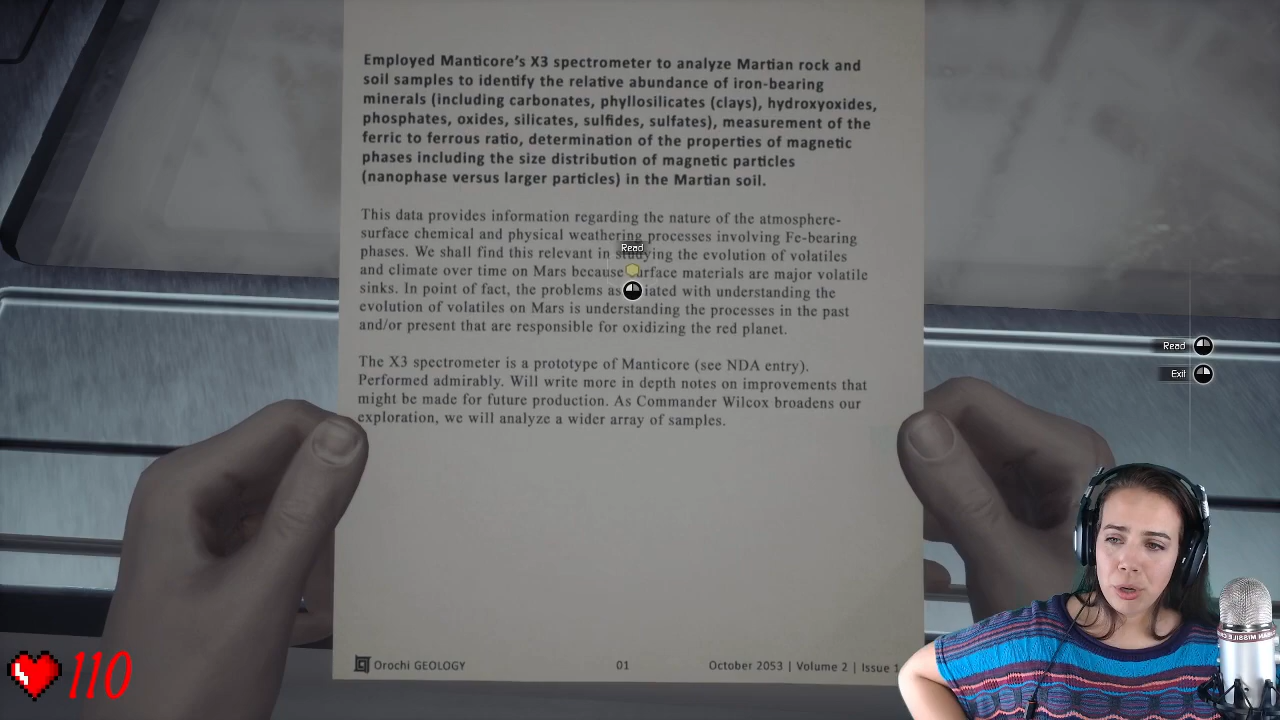 Employed Manticore's X3 spectrometer to analyze Martian rock and
soil samples to identify the relative abundance of iron-bearing
minerals (including carbonates, phyllosilicates (clays), hydroxyoxides,
phosphates, oxides, silicates, sulfides, sulfates), measurement of the
ferric to ferrous ratio, determination of the properties of magnetic
phases including the size distribution of magnetic particles
(nanophase versus larger particles) in the Martian soil.
This data provides information regarding the nature of the atmosphere-
surface chemical and physical weathering processes involving Fe-bearing
phases. We shall find this relevant in studying the evolution of volatiles
Read
and climate over time on Mars because surface materials are major volatile
sinks. In point of fact, the problems associated with understanding the
evolution of volatiles on Mars is understanding the processes in the past
and/or present that are responsible for oxidizing the red planet.
The X3 spectrometer is a prototype of Manticore (see NDA entry).
Performed admirably. Will write more in depth notes on improvements that
might be made for future production. As Commander Wilcox broadens our
exploration, we will analyze a wider array of samples.
Read
Exit
Orochi GEOLOGY 01 October 2053 | Volume 2 | Issue 1
110